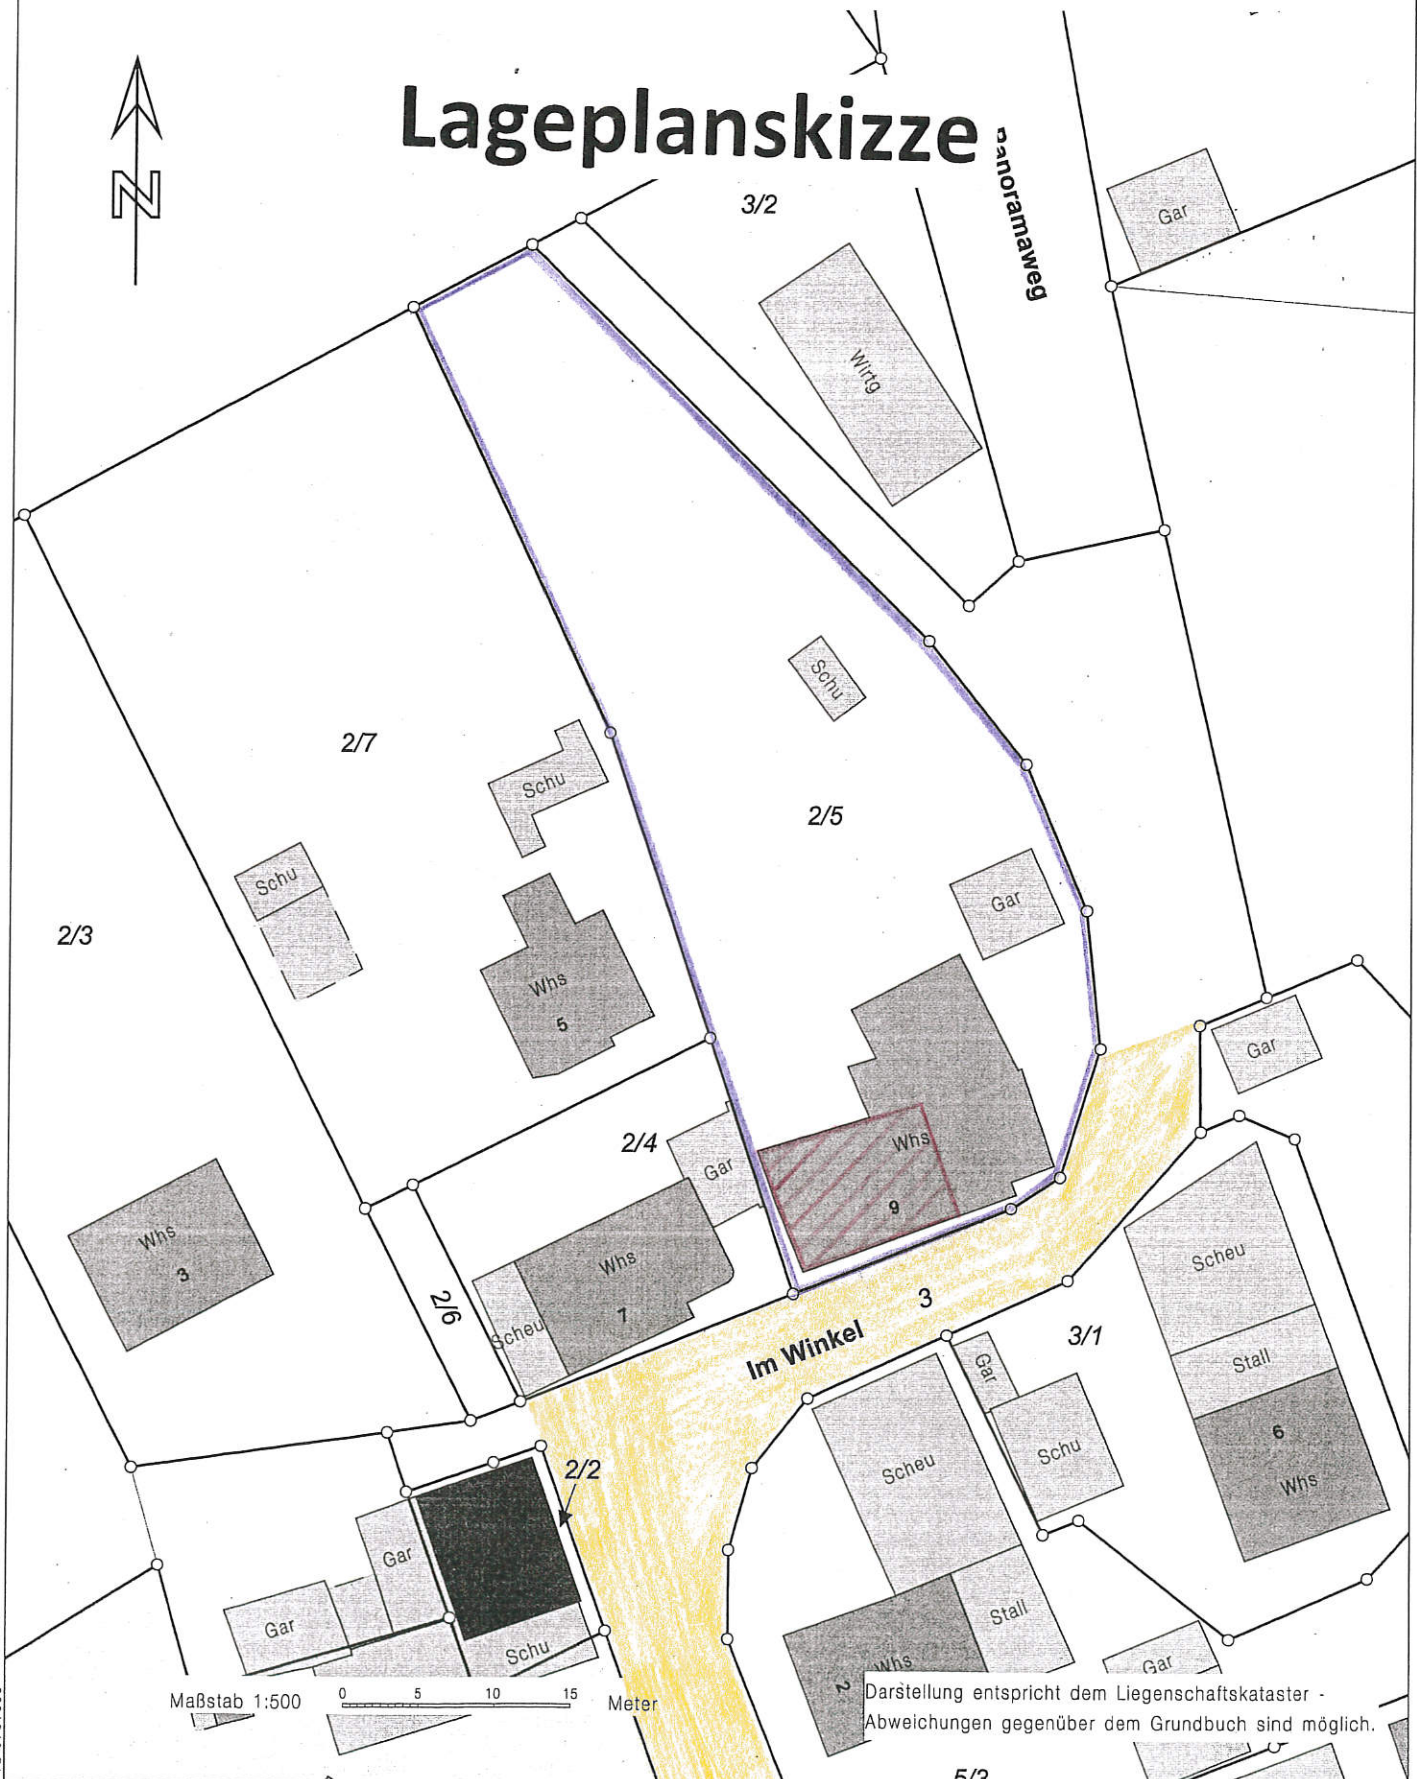 Lageplanskizze
N
3/2
Panoramaweg
Gar
Wirtg
Schu
2/7
Schu
2/5
Schu
Gar
2/3
Whs
5
Gar
2/4
Gar
Whs
9
Whs
3
Whs
7
2/6
Scheu
3
Im Winkel
3/1
Gar
Scheu
Stall
6
Whs
Schu
Scheu
2/2
Gar
Gar
Schu
Stall
Whs
2
Gar
Maßstab 1:500
0 5 10 15
Meter
Darstellung entspricht dem Liegenschaftskataster -
Abweichungen gegenüber dem Grundbuch sind möglich.
5/3